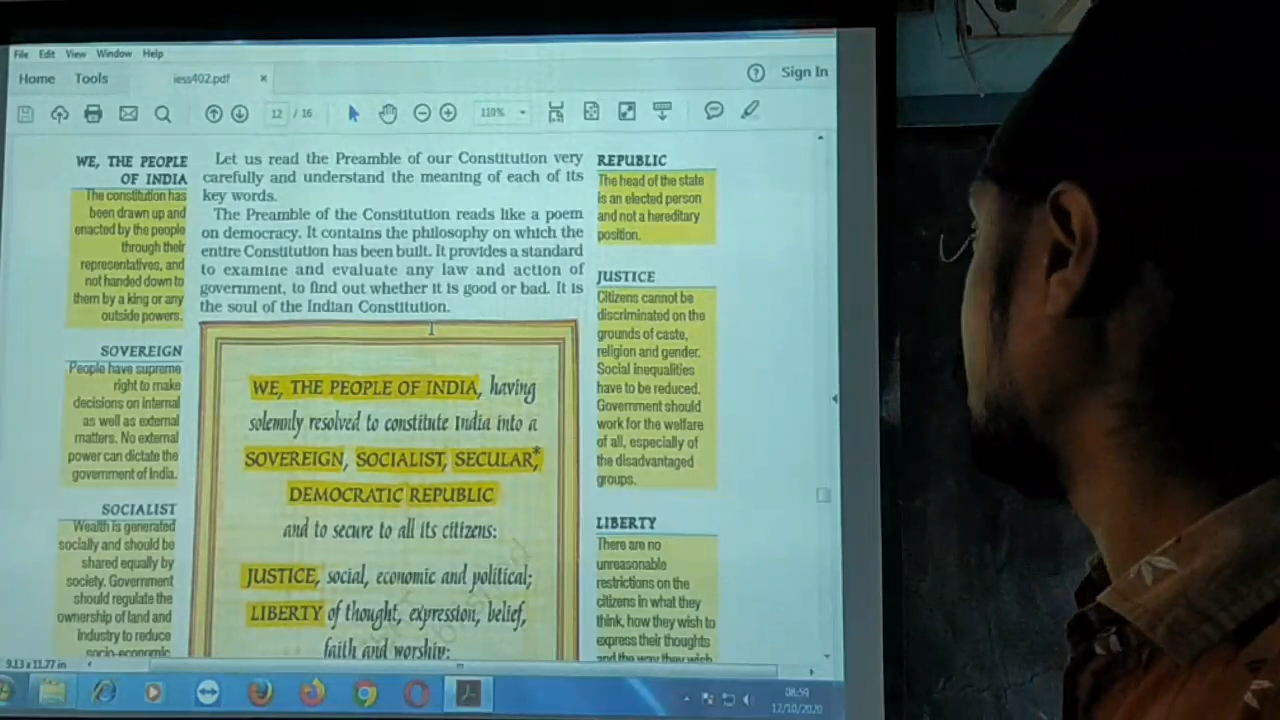 File Edit View Window Help
Home Tools iess402.pdf × ? Sign In
12 / 16 110%
WE, THE PEOPLE
OF INDIA
The constitution has
been drawn up and
enacted by the people
through their
representatives, and
not handed down to
them by a king or any
outside powers.
SOVEREIGN
People have supreme
right to make
decisions on internal
as well as external
matters. No external
power can dictate the
government of India.
SOCIALIST
Wealth is generated
socially and should be
shared equally by
society. Government
should regulate the
ownership of land and
industry to reduce
socio-economic
Let us read the Preamble of our Constitution very
carefully and understand the meaning of each of its
key words.
The Preamble of the Constitution reads like a poem
on democracy. It contains the philosophy on which the
entire Constitution has been built. It provides a standard
to examine and evaluate any law and action of
government, to find out whether it is good or bad. It is
the soul of the Indian Constitution.
WE, THE PEOPLE OF INDIA, having
solemnly resolved to constitute India into a
SOVEREIGN, SOCIALIST, SECULAR,*
DEMOCRATIC REPUBLIC
and to secure to all its citizens:
JUSTICE, social, economic and political;
LIBERTY of thought, expression, belief,
faith and worship:
REPUBLIC
The head of the state
is an elected person
and not a hereditary
position.
JUSTICE
Citizens cannot be
discriminated on the
grounds of caste,
religion and gender.
Social inequalities
have to be reduced.
Government should
work for the welfare
of all, especially of
the disadvantaged
groups.
LIBERTY
There are no
unreasonable
restrictions on the
citizens in what they
think, how they wish to
express their thoughts
and the way they wish
9.13 x 11.77 in
08:59
12/10/2020